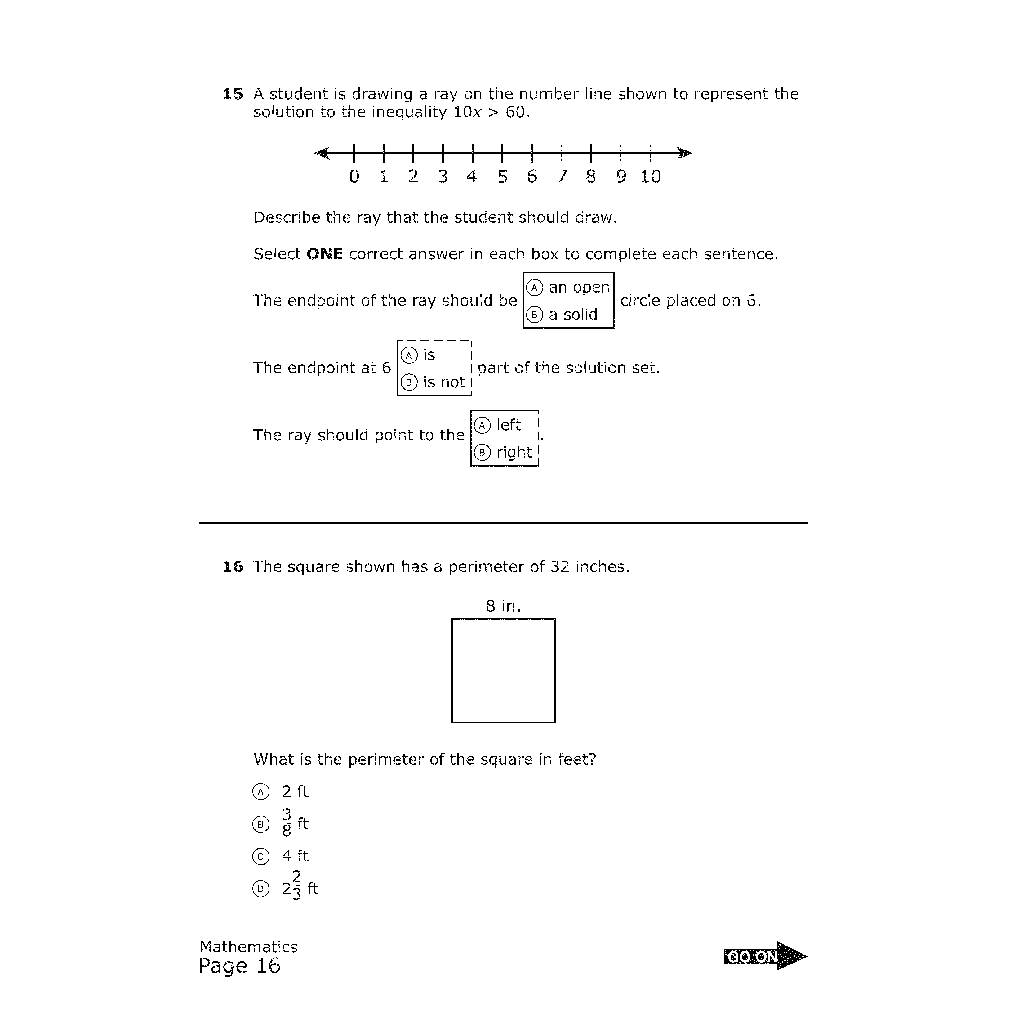 15 A student is drawing a ray on the number line shown to represent the
solution to the inequality 10x > 60.
0 1 2 3 4 5 6 7 8 9 10
Describe the ray that the student should draw.
Select ONE correct answer in each box to complete each sentence.
A an open
The endpoint of the ray should be circle placed on 6.
B a solid
A is
The endpoint at 6 part of the solution set.
B is not
A left
The ray should point to the .
B right
16 The square shown has a perimeter of 32 inches.
8 in.
What is the perimeter of the square in feet?
A 2 ft
B 3/8 ft
C 4 ft
D 2 2/3 ft
Mathematics
Page 16
GO ON